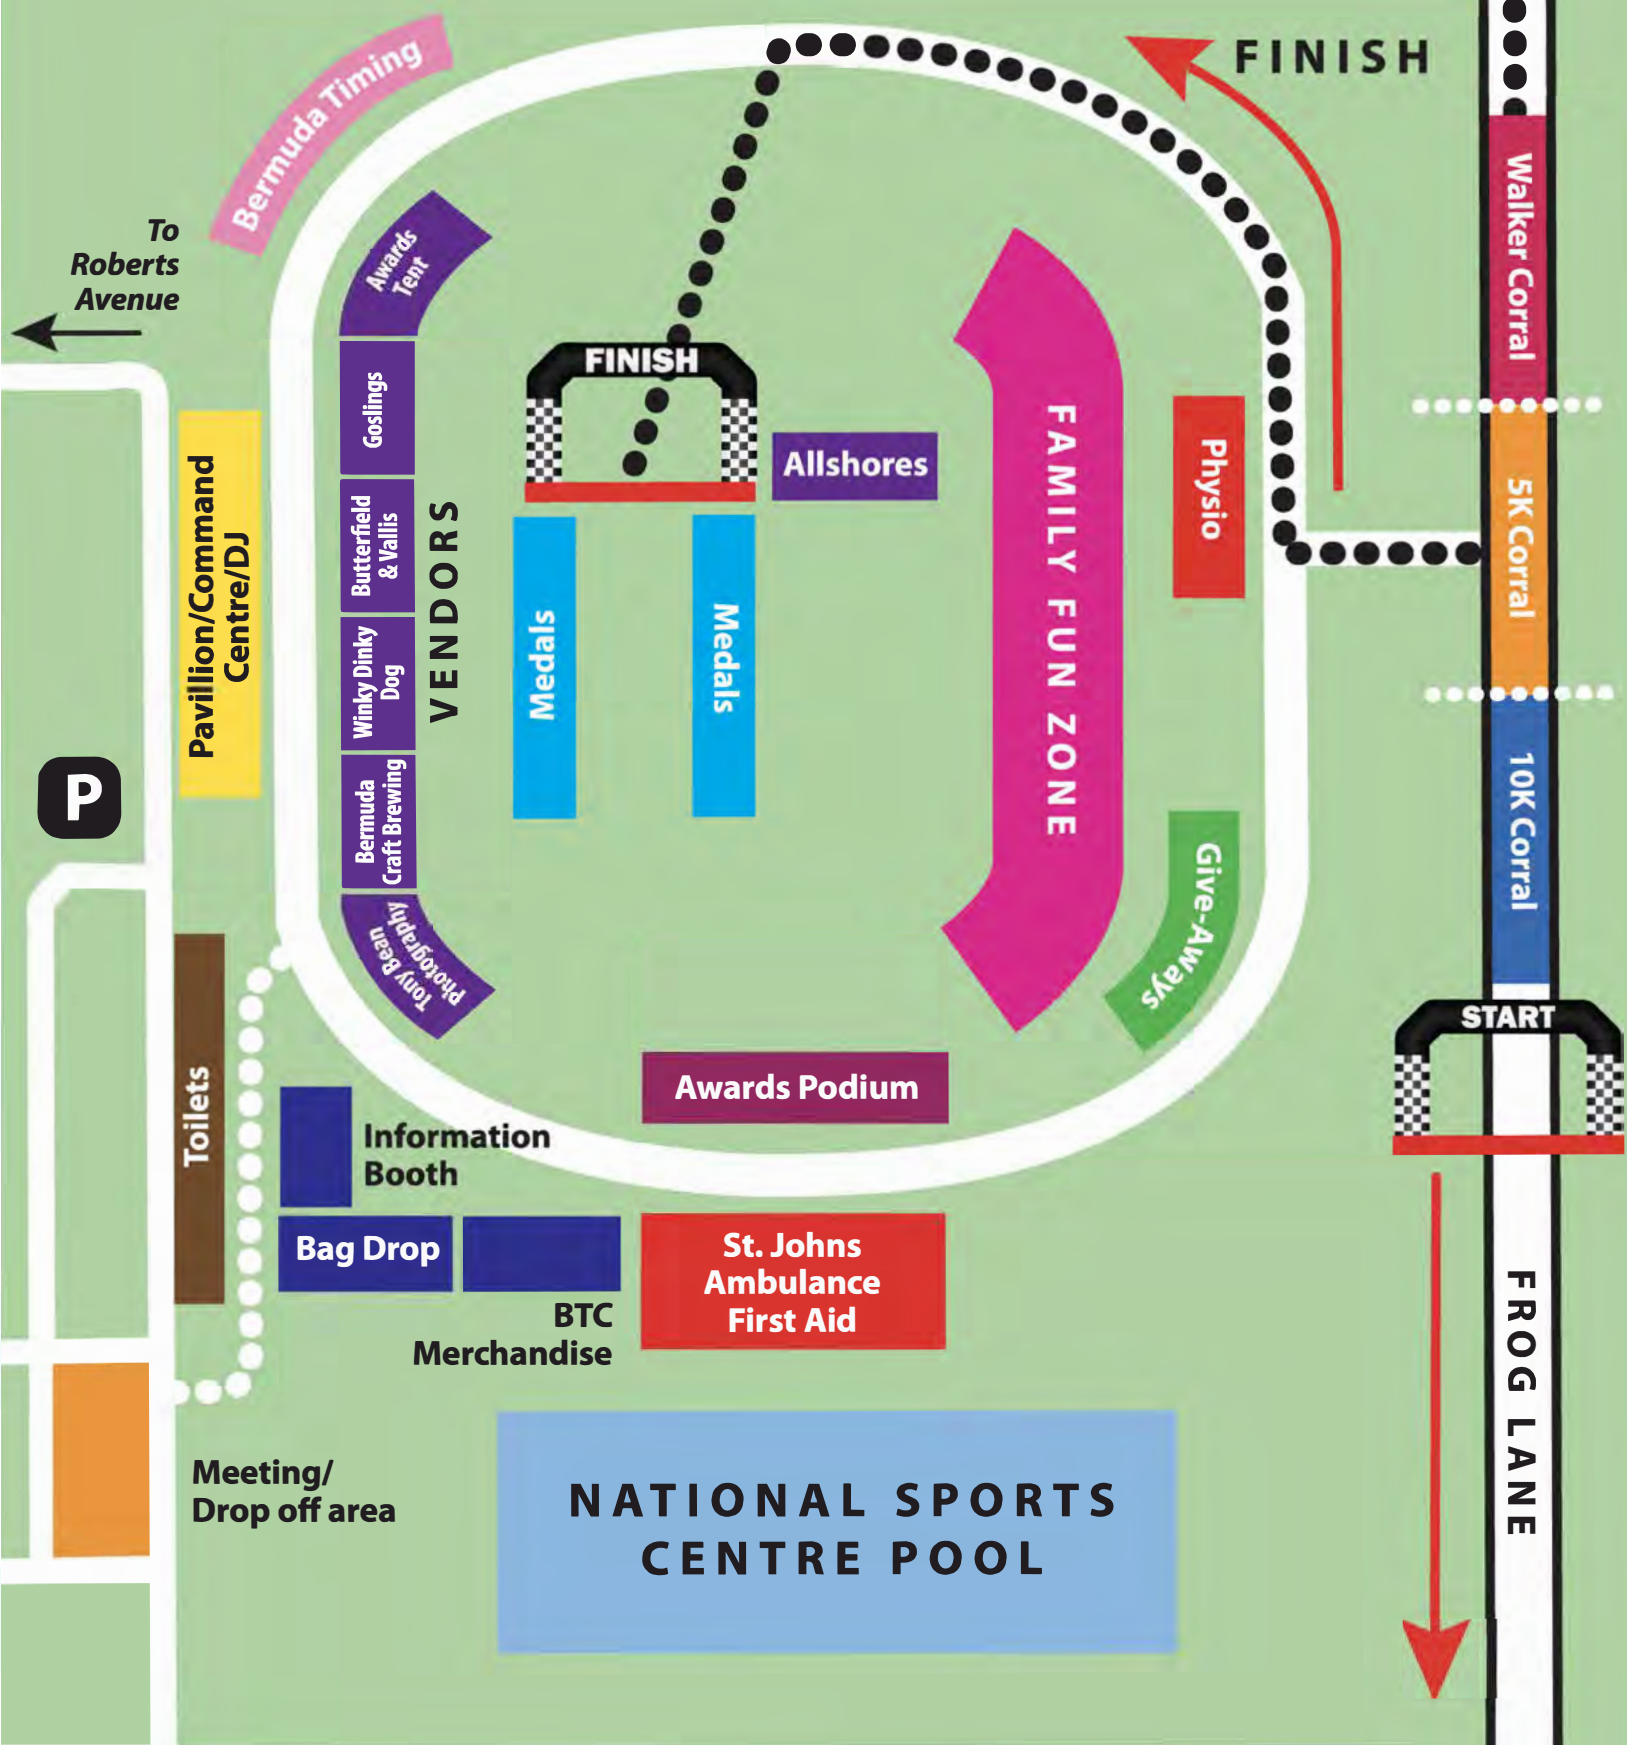 Bermuda Timing
FINISH
To
Roberts
Avenue
Awards
Tent
Goslings
Butterfield
& Vallis
Winky Dinky
Dog
Bermuda
Craft Brewing
Tony Bean
Photography
VENDORS
Pavillion/Command
Centre/DJ
P
FINISH
Allshores
Medals
Medals
FAMILY FUN ZONE
Physio
Give-Aways
Walker Corral
5K Corral
10K Corral
START
FROG LANE
Awards Podium
Toilets
Information
Booth
Bag Drop
BTC
Merchandise
St. Johns
Ambulance
First Aid
Meeting/
Drop off area
NATIONAL SPORTS
CENTRE POOL